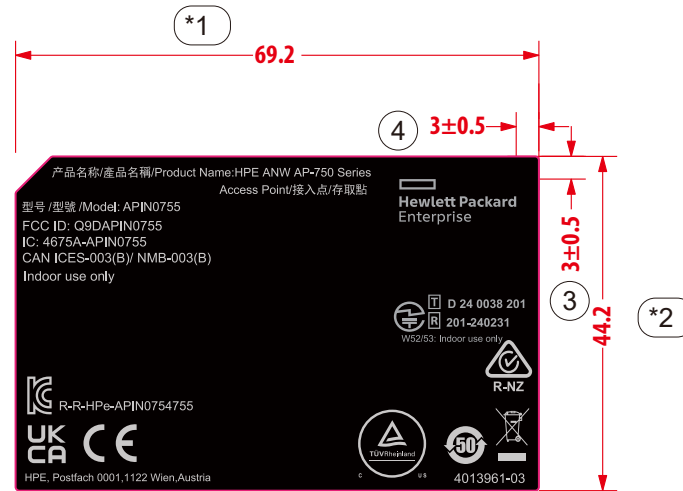 *1
69.2
4
3±0.5
产品名称/產品名稱/Product Name:HPE ANW AP-750 Series
Access Point/接入点/存取點
Hewlett Packard
Enterprise
型号 /型號 /Model: APIN0755
FCC ID: Q9DAPIN0755
IC: 4675A-APIN0755
CAN ICES-003(B)/ NMB-003(B)
Indoor use only
3±0.5
3
44.2
*2
T D 24 0038 201
R 201-240231
W52/53: Indoor use only
R-NZ
R-R-HPe-APIN0754755
UK
CA CE
TÜVRheinland
C US
50
HPE, Postfach 0001,1122 Wien,Austria
4013961-03